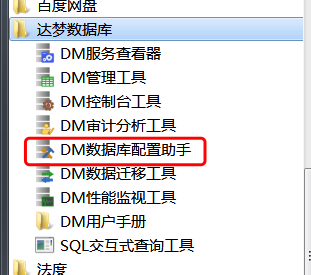 百度网盘
达梦数据库
DM服务查看器
DM管理工具
DM控制台工具
DM审计分析工具
DM数据库配置助手
DM数据迁移工具
DM性能监视工具
DM用户手册
SQL交互式查询工具
法度